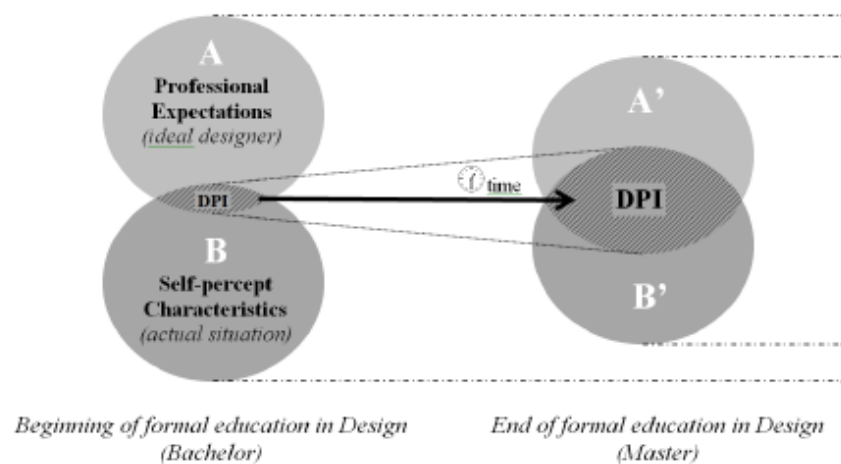 A
Professional
Expectations
(ideal designer)
DPI
B
Self-percept
Characteristics
(actual situation)
time
A’
DPI
B’
Beginning of formal education in Design
(Bachelor)
End of formal education in Design
(Master)